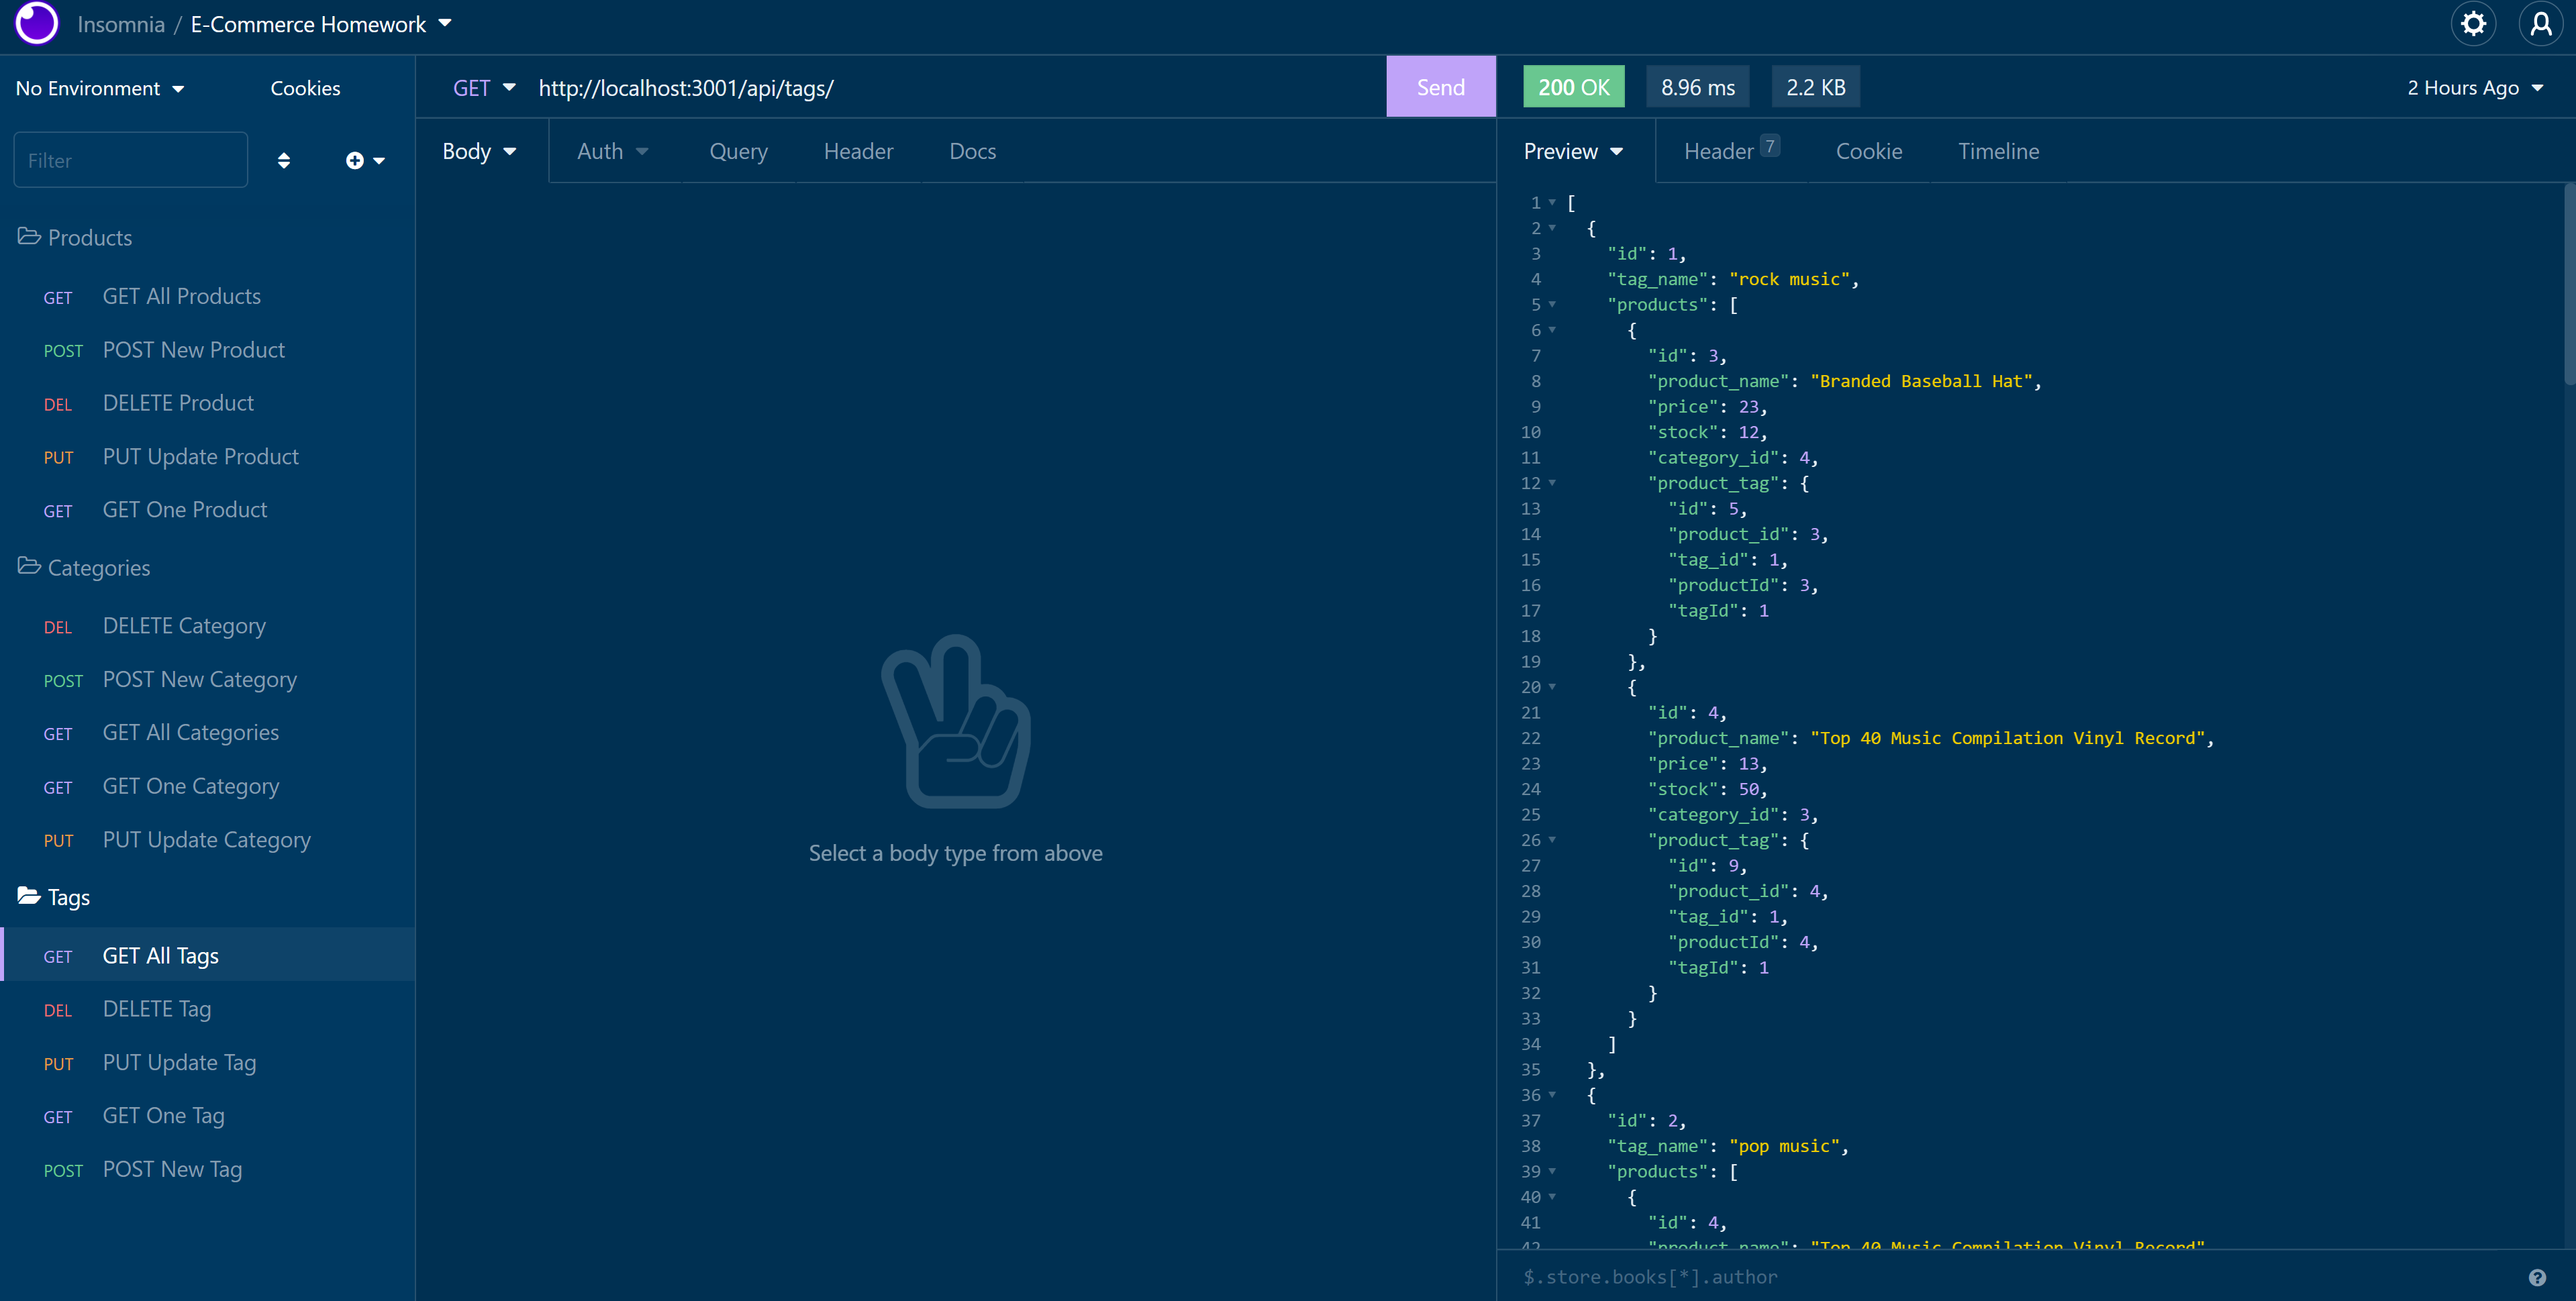 Insomnia / E-Commerce Homework
No Environment
Cookies
Filter
Products
GET GET All Products
POST POST New Product
DEL DELETE Product
PUT PUT Update Product
GET GET One Product
Categories
DEL DELETE Category
POST POST New Category
GET GET All Categories
GET GET One Category
PUT PUT Update Category
Tags
GET GET All Tags
DEL DELETE Tag
PUT PUT Update Tag
GET GET One Tag
POST POST New Tag
GET http://localhost:3001/api/tags/ Send
Body Auth Query Header Docs
Select a body type from above
200 OK 8.96 ms 2.2 KB 2 Hours Ago
Preview Header 7 Cookie Timeline
1 [
2 {
3 "id": 1,
4 "tag_name": "rock music",
5 "products": [
6 {
7 "id": 3,
8 "product_name": "Branded Baseball Hat",
9 "price": 23,
10 "stock": 12,
11 "category_id": 4,
12 "product_tag": {
13 "id": 5,
14 "product_id": 3,
15 "tag_id": 1,
16 "productId": 3,
17 "tagId": 1
18 }
19 },
20 {
21 "id": 4,
22 "product_name": "Top 40 Music Compilation Vinyl Record",
23 "price": 13,
24 "stock": 50,
25 "category_id": 3,
26 "product_tag": {
27 "id": 9,
28 "product_id": 4,
29 "tag_id": 1,
30 "productId": 4,
31 "tagId": 1
32 }
33 }
34 ]
35 },
36 {
37 "id": 2,
38 "tag_name": "pop music",
39 "products": [
40 {
41 "id": 4,
42 "product_name": "Top 40 Music Compilation Vinyl Record"
$.store.books[*].author